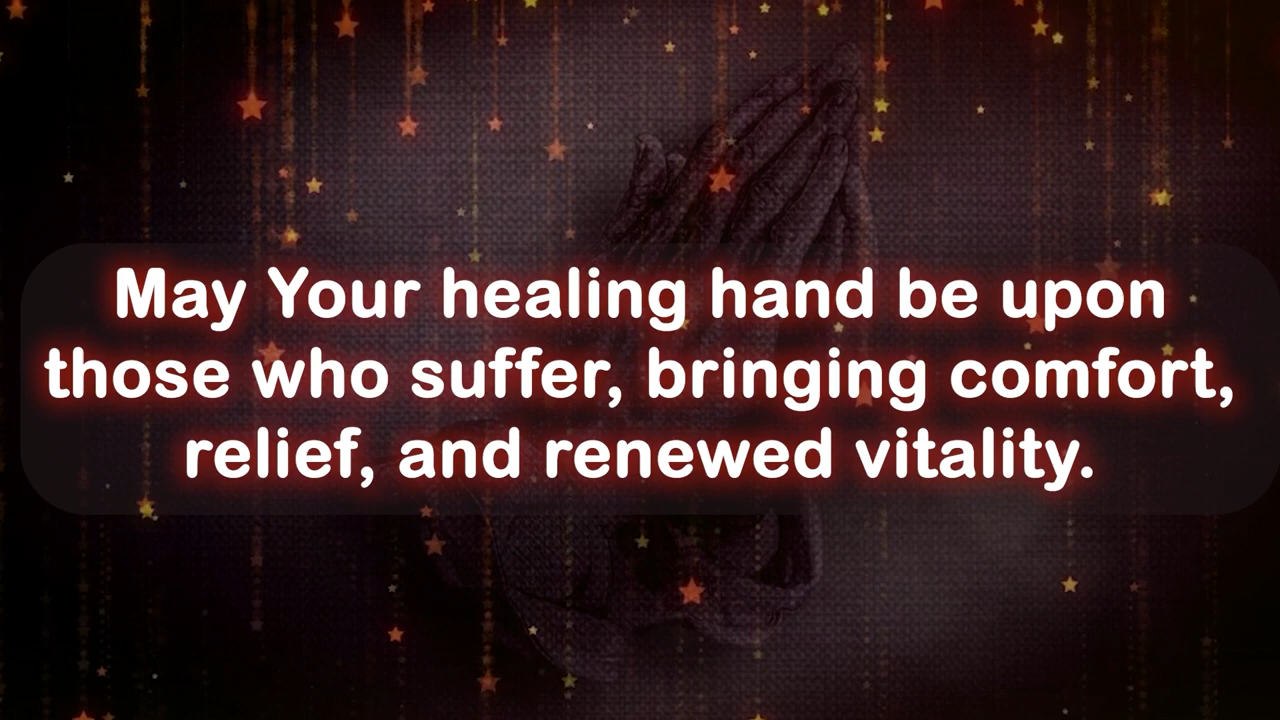 May Your healing hand be upon
those who suffer, bringing comfort,
relief, and renewed vitality.